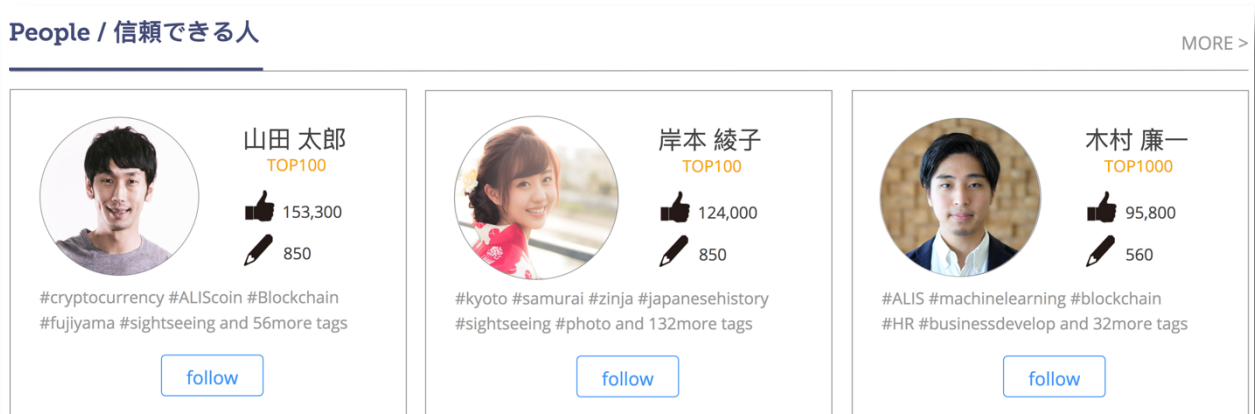 People / 信頼できる人
MORE >
山田 太郎
TOP100
153,300
850
#cryptocurrency #ALIScoin #Blockchain
#fujiyama #sightseeing and 56more tags
follow
岸本 綾子
TOP100
124,000
850
#kyoto #samurai #zinja #japanesehistory
#sightseeing #photo and 132more tags
follow
木村 廉一
TOP1000
95,800
560
#ALIS #machinelearning #blockchain
#HR #businessdevelop and 32more tags
follow